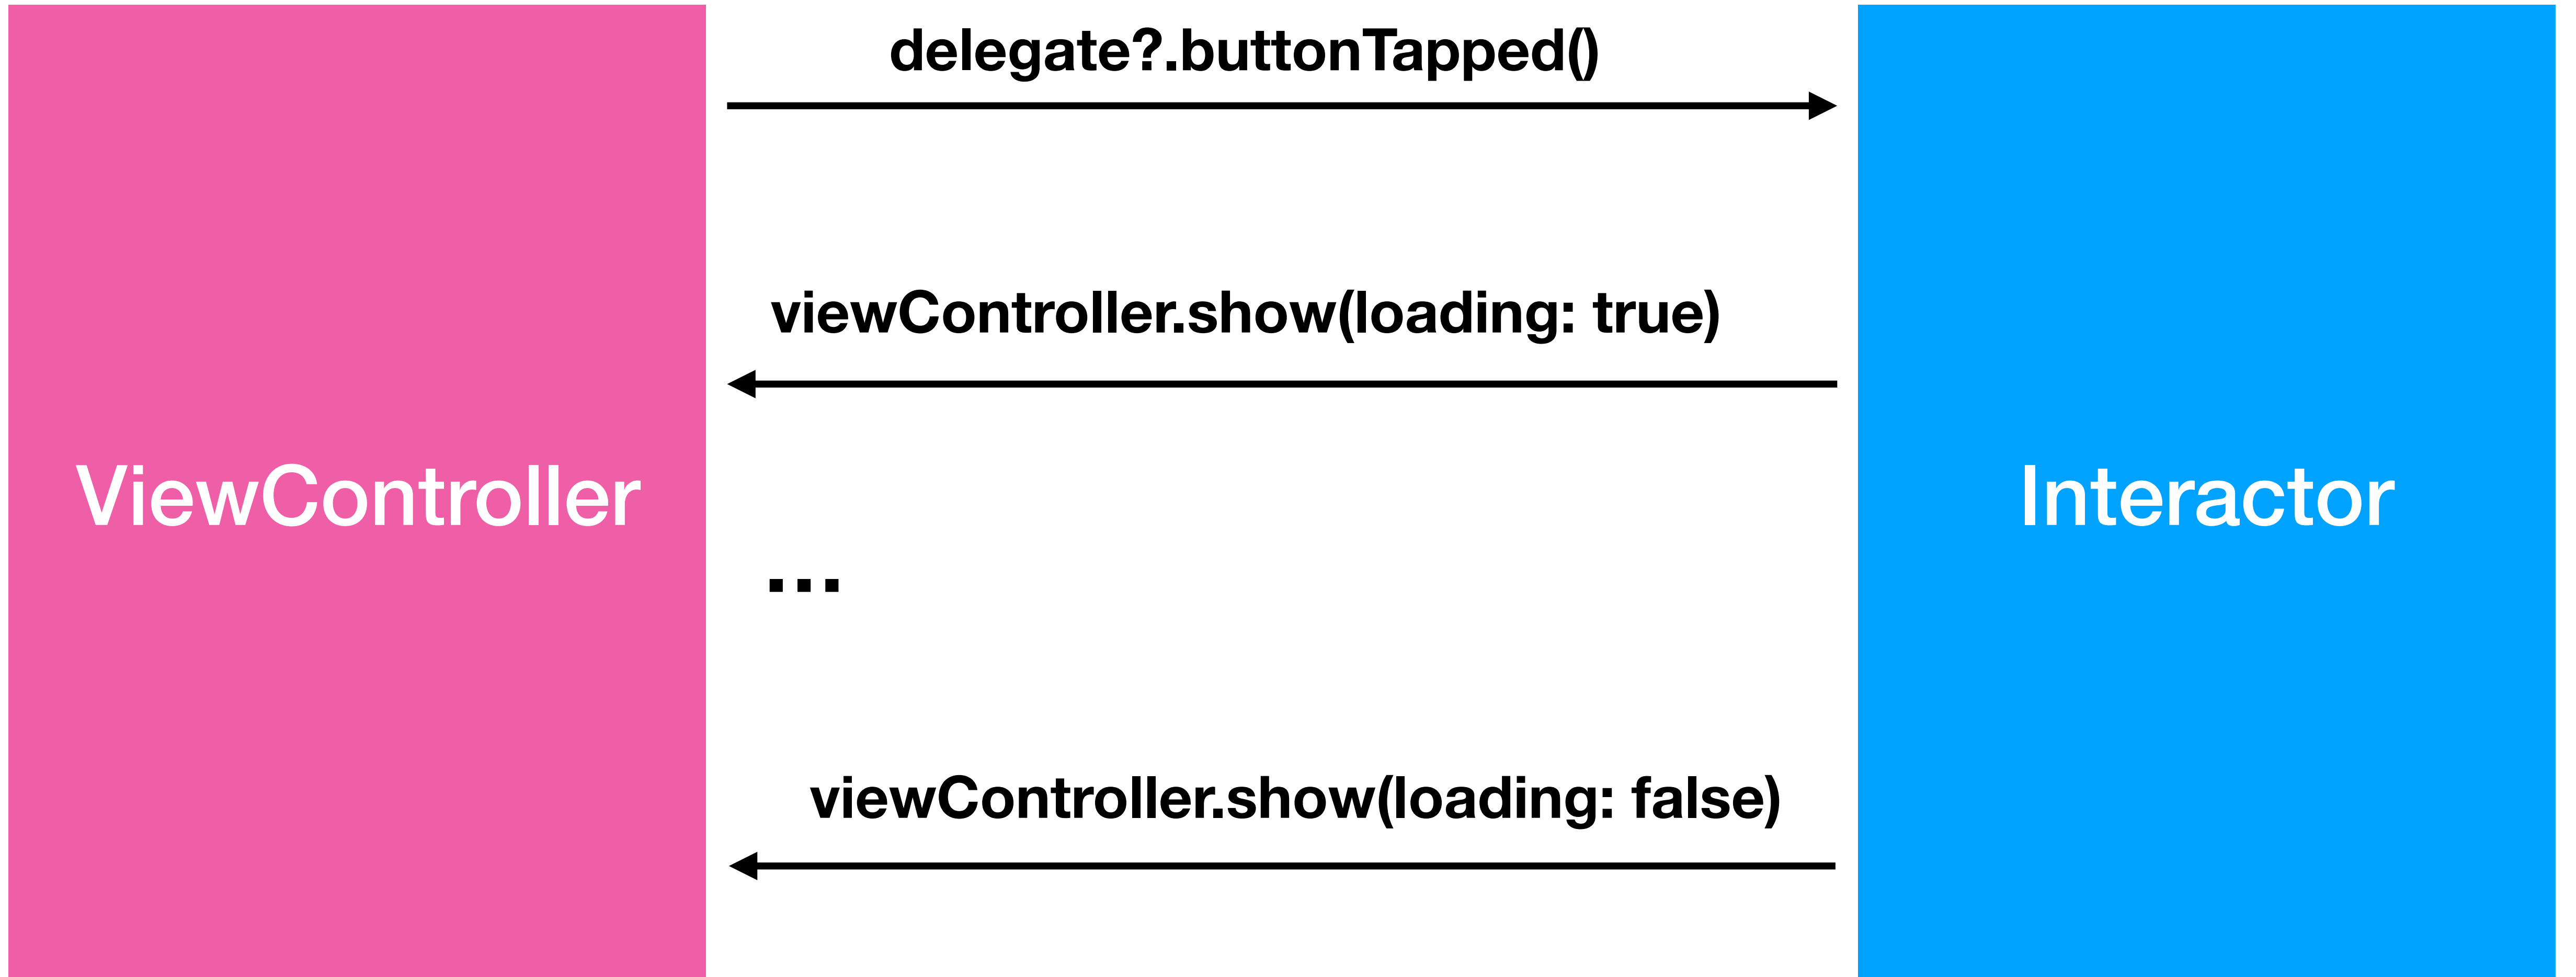 delegate?.buttonTapped()
viewController.show(loading: true)
ViewController
Interactor
...
viewController.show(loading: false)